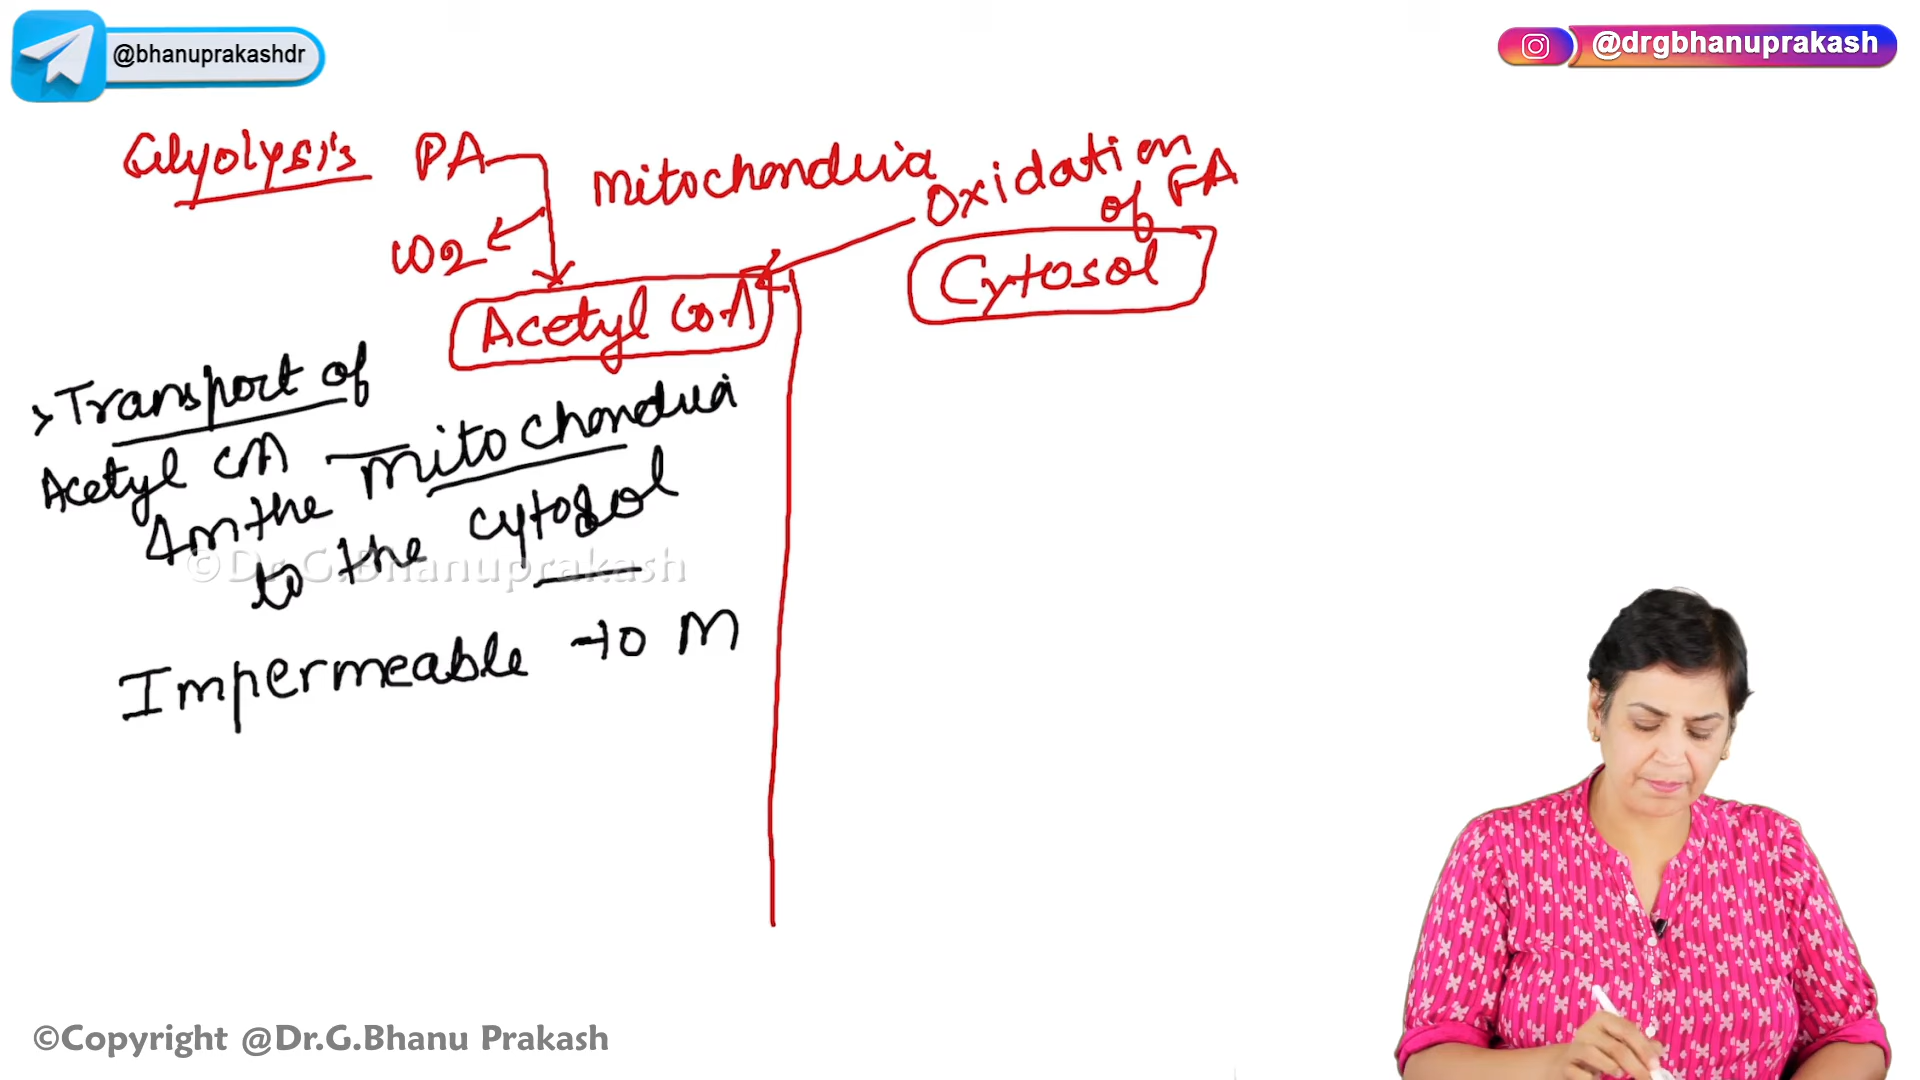 @bhanuprakashdr
@drgbhanuprakash
Glyolysis PA mitochondria Oxidation
of FA
CO2
Cytosol
Acetyl CoA
Transport of
Acetyl CoA mitochondria
in the
to the cytosol
©Dr.G.Bhanuprakash
Impermeable to M
©Copyright @Dr.G.Bhanu Prakash